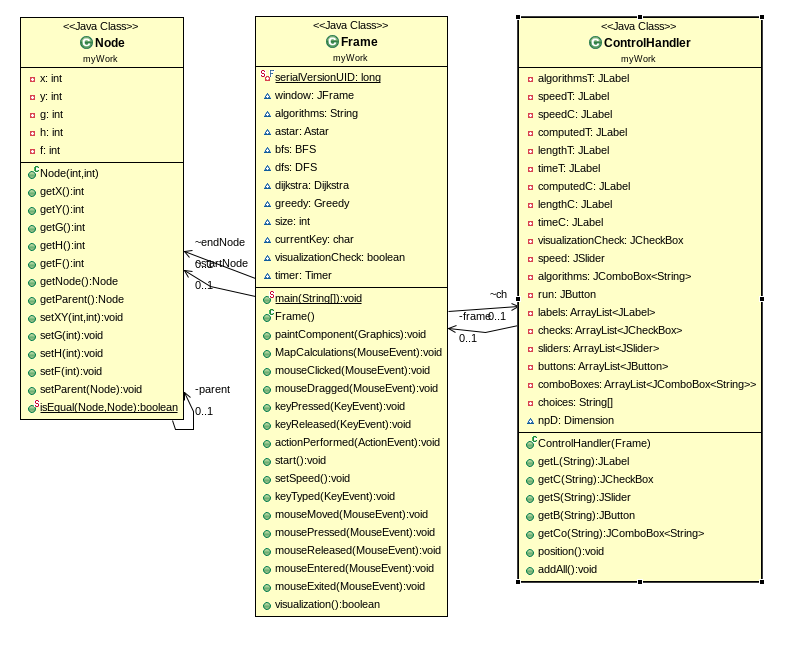 <<Java Class>>
Node
myWork
x: int
y: int
g: int
h: int
f: int
Node(int,int)
getX():int
getY():int
getG():int
getH():int
getF():int
getNode():Node
getParent():Node
setXY(int,int):void
setG(int):void
setH(int):void
setF(int):void
setParent(Node):void
isEqual(Node,Node):boolean
-parent
0..1
~endNode
0..1
0..1
<<Java Class>>
Frame
myWork
serialVersionUID: long
window: JFrame
algorithms: String
astar: Astar
bfs: BFS
dfs: DFS
dijkstra: Dijkstra
greedy: Greedy
size: int
currentKey: char
visualizationCheck: boolean
timer: Timer
main(String[]):void
Frame()
paintComponent(Graphics):void
MapCalculations(MouseEvent):void
mouseClicked(MouseEvent):void
mouseDragged(MouseEvent):void
keyPressed(KeyEvent):void
keyReleased(KeyEvent):void
actionPerformed(ActionEvent):void
start():void
setSpeed():void
keyTyped(KeyEvent):void
mouseMoved(MouseEvent):void
mousePressed(MouseEvent):void
mouseReleased(MouseEvent):void
mouseEntered(MouseEvent):void
mouseExited(MouseEvent):void
visualization():boolean
~ch
-frame
0..1
0..1
<<Java Class>>
ControlHandler
myWork
algorithmsT: JLabel
speedT: JLabel
speedC: JLabel
computedT: JLabel
lengthT: JLabel
timeT: JLabel
computedC: JLabel
lengthC: JLabel
timeC: JLabel
visualizationCheck: JCheckBox
speed: JSlider
algorithms: JComboBox<String>
run: JButton
labels: ArrayList<JLabel>
checks: ArrayList<JCheckBox>
sliders: ArrayList<JSlider>
buttons: ArrayList<JButton>
comboBoxes: ArrayList<JComboBox<String>>
choices: String[]
npD: Dimension
ControlHandler(Frame)
getL(String):JLabel
getC(String):JCheckBox
getS(String):JSlider
getB(String):JButton
getCo(String):JComboBox<String>
position():void
addAll():void